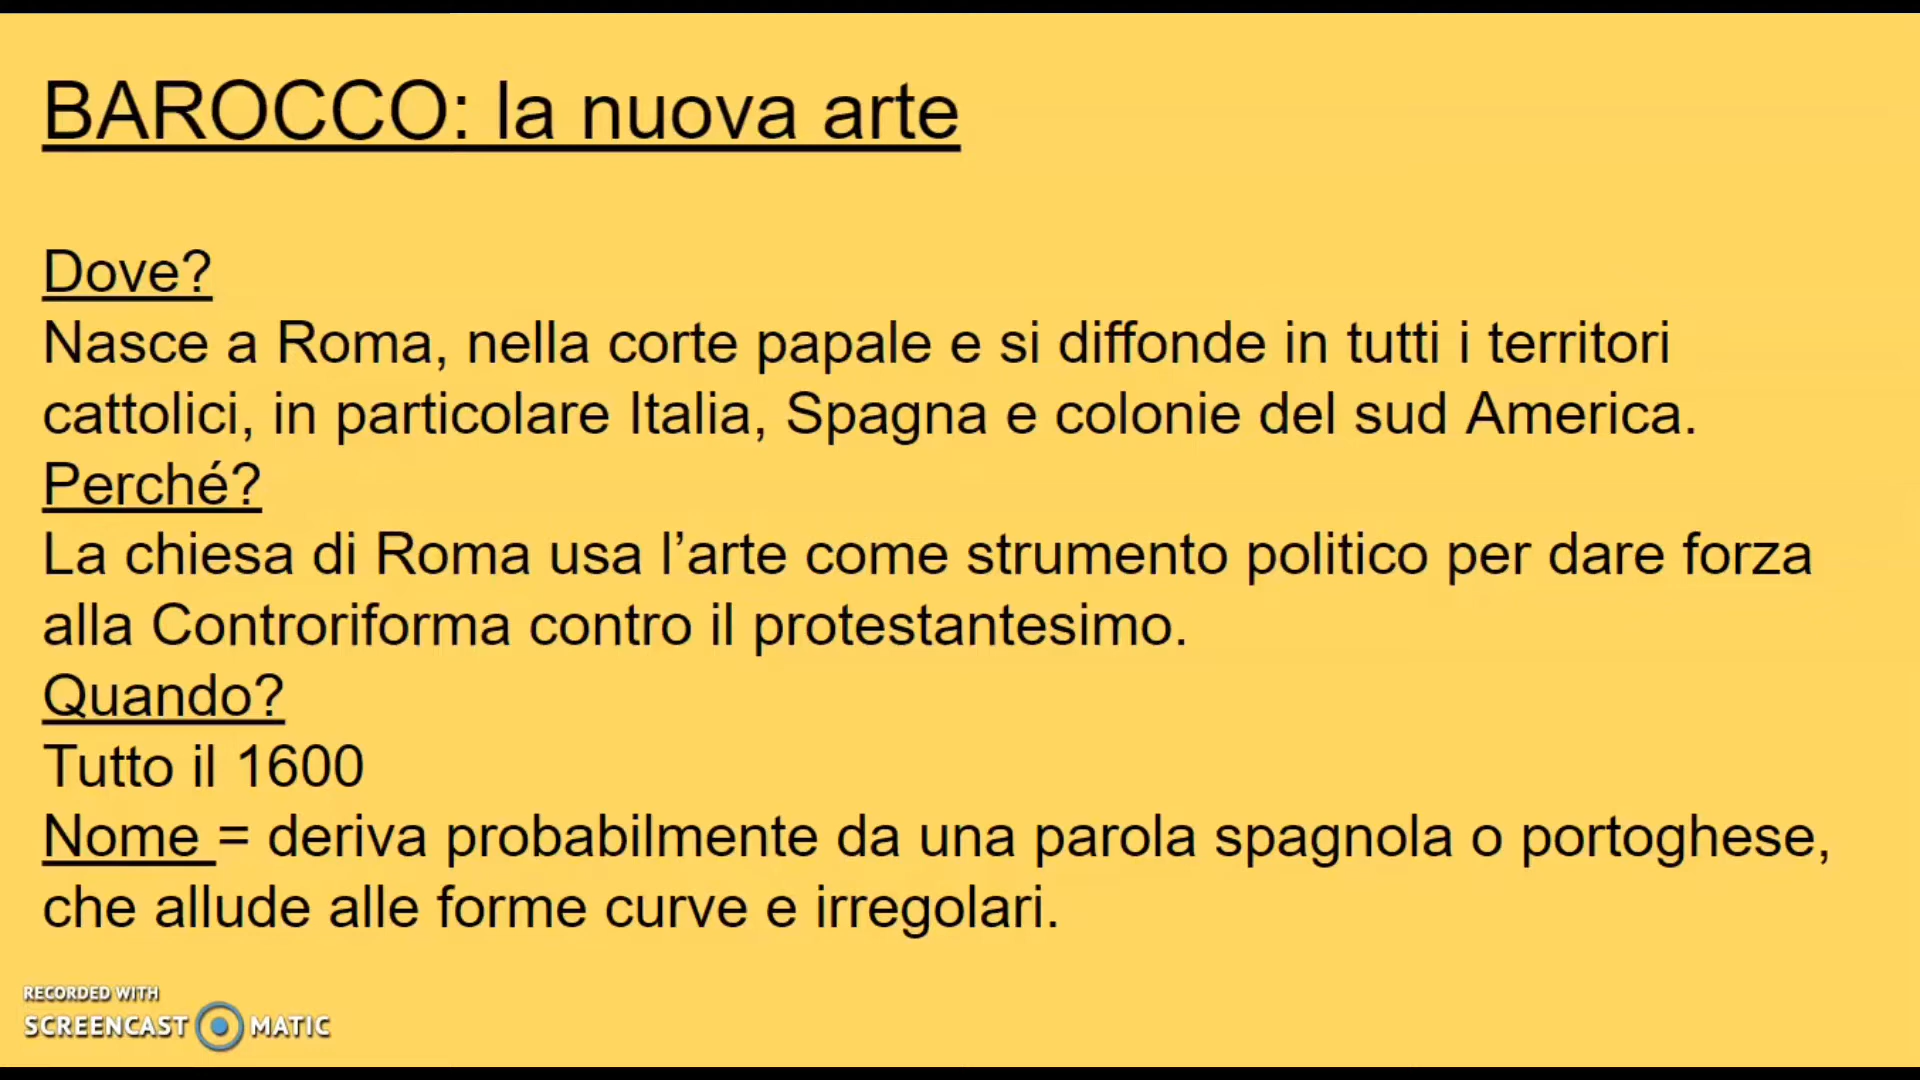 BAROCCO: la nuova arte
Dove?
Nasce a Roma, nella corte papale e si diffonde in tutti i territori
cattolici, in particolare Italia, Spagna e colonie del sud America.
Perché?
La chiesa di Roma usa l’arte come strumento politico per dare forza
alla Controriforma contro il protestantesimo.
Quando?
Tutto il 1600
Nome = deriva probabilmente da una parola spagnola o portoghese,
che allude alle forme curve e irregolari.
RECORDED WITH
SCREENCAST MATIC